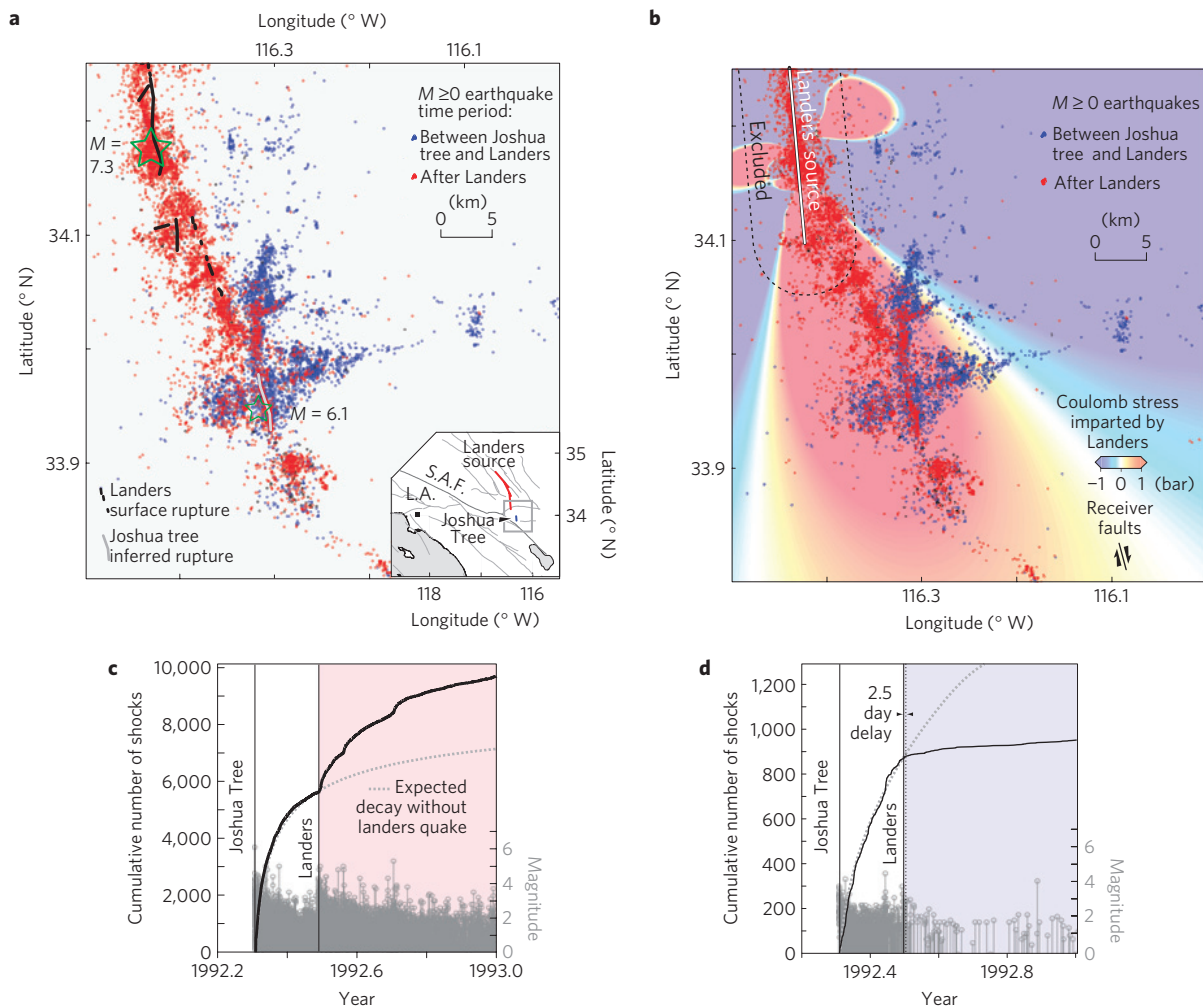 a
Longitude (° W)
116.3
116.1
M ≥0 earthquake
time period:
Between Joshua
tree and Landers
After Landers
(km)
0 5
M =
7.3
34.1
33.9
Latitude (° N)
M = 6.1
Landers
surface rupture
Joshua tree
inferred rupture
Landers
source
S.A.F.
L.A.
Joshua
Tree
35
34
Latitude (° N)
118
116
Longitude (° W)
b
M ≥0 earthquakes
Between Joshua
tree and Landers
After Landers
(km)
0 5
Excluded
Landers source
34.1
33.9
Latitude (° N)
Coulomb stress
imparted by
Landers
−1 0 1 (bar)
Receiver
faults
116.3
116.1
Longitude (° W)
c
Cumulative number of shocks
10,000
8,000
6,000
4,000
2,000
0
Joshua Tree
Landers
Expected
decay without
landers quake
6
4
2
0
Magnitude
1992.2
1992.6
1993.0
Year
d
Cumulative number of shocks
1,200
1,000
800
600
400
200
0
Joshua Tree
Landers
2.5
day
delay
6
4
2
0
Magnitude
1992.4
1992.8
Year